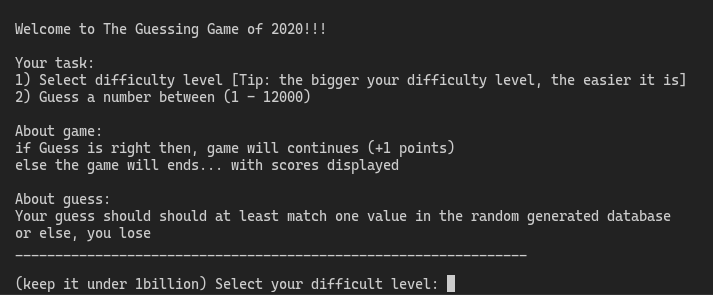 Welcome to The Guessing Game of 2020!!!
Your task:
1) Select difficulty level [Tip: the bigger your difficulty level, the easier it is]
2) Guess a number between (1 - 12000)
About game:
if Guess is right then, game will continues (+1 points)
else the game will ends... with scores displayed
About guess:
Your guess should should at least match one value in the random generated database
or else, you lose
________________________________________________________________
(keep it under 1billion) Select your difficult level: